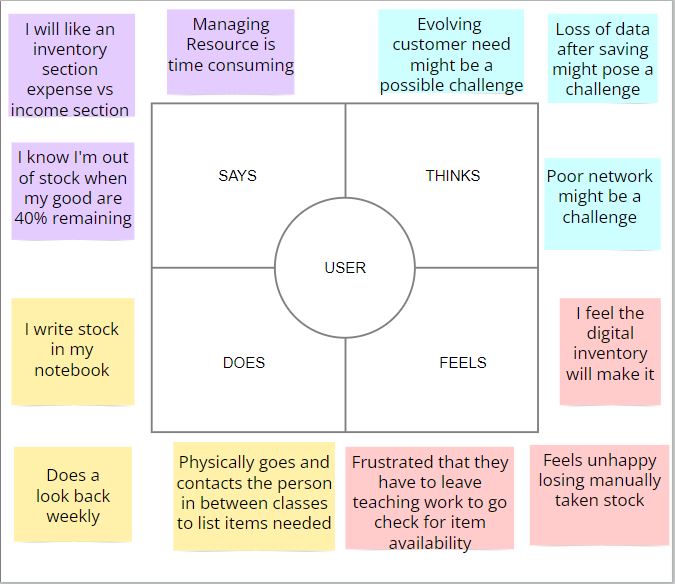 I will like an
inventory
section
expense vs
income section
Managing
Resource is
time consuming
Evolving
customer need
might be a
possible challenge
Loss of data
after saving
might pose a
challenge
I know I'm out
of stock when
my good are
40% remaining
SAYS
THINKS
Poor network
might be a
challenge
USER
I write stock
in my
notebook
DOES
FEELS
I feel the
digital
inventory
will make it
Does a
look back
weekly
Physically goes and
contacts the person
in between classes
to list items needed
Frustrated that they
have to leave
teaching work to go
check for item
availability
Feels unhappy
losing manually
taken stock